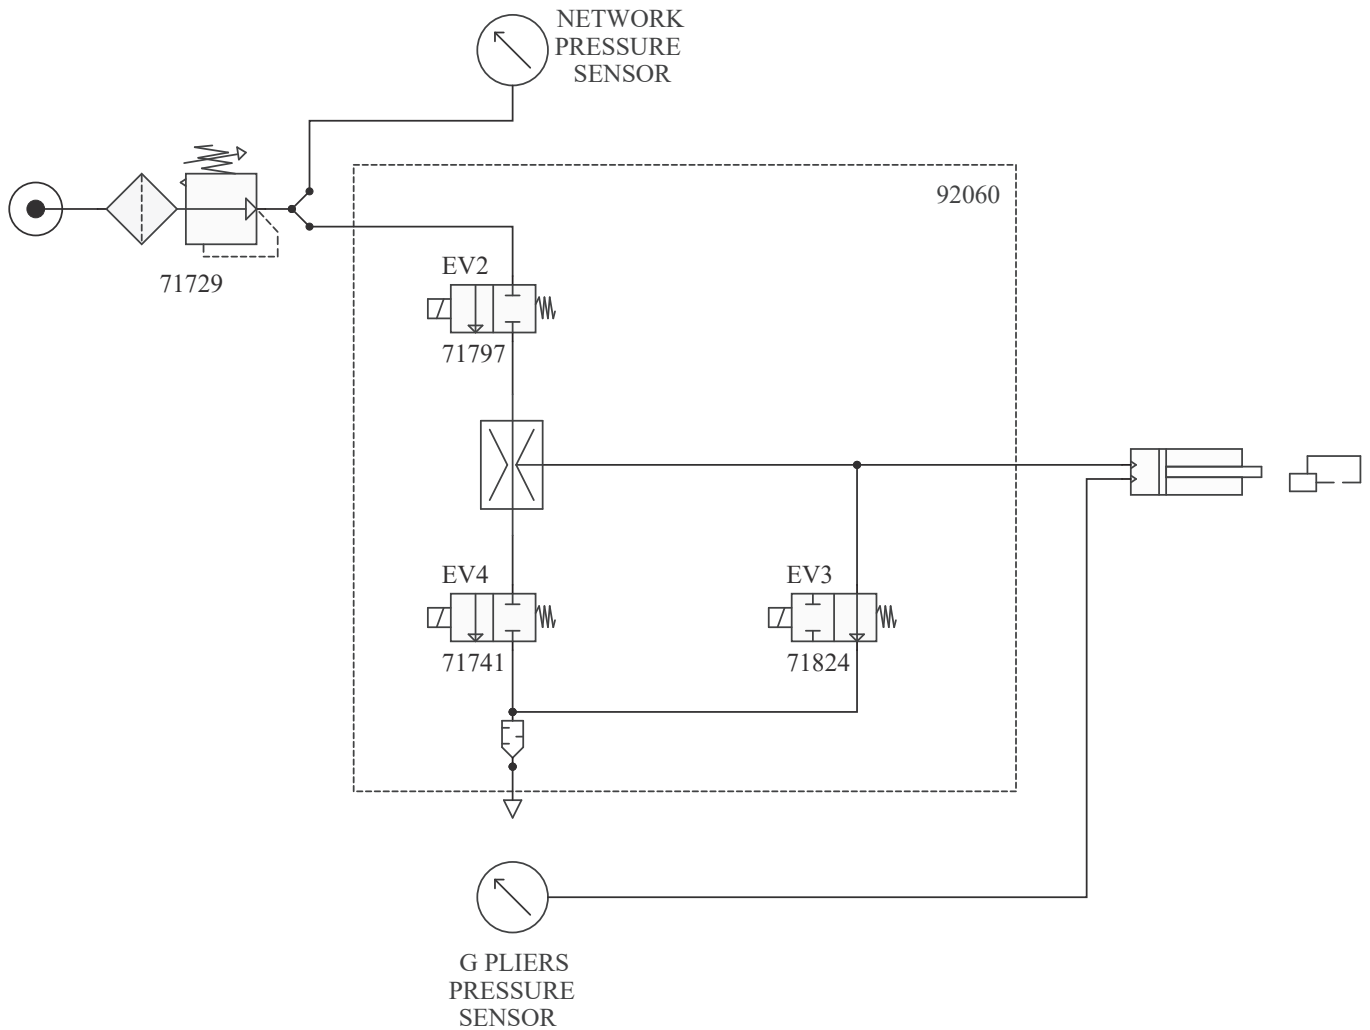 NETWORK
PRESSURE
SENSOR
92060
71729
EV2
71797
EV4
71741
EV3
71824
G PLIERS
PRESSURE
SENSOR